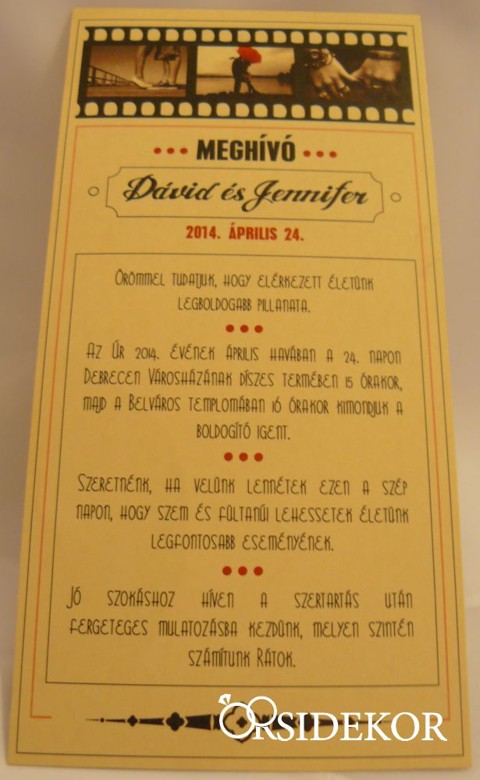 ••• MEGHÍVÓ •••
Dávid és Jennifer
2014. ÁPRILIS 24.
ÖRÖMMEL TUDATJUK, HOGY ELÉRKEZETT ÉLETÜNK
LEGBOLDOGABB PILLANATA.
•••
AZ ÚR 2014. ÉVÉNEK ÁPRILIS HAVÁBAN A 24. NAPON
DEBRECEN VÁROSHÁZÁNAK DÍSZES TERMÉBEN 15 ÓRAKOR,
MAJD A BELVÁROS TEMPLOMÁBAN 16 ÓRAKOR KIMONDJUK A
BOLDOGÍTÓ IGENT.
•••
SZERETNÉNK, HA VELÜNK LENNÉTEK EZEN A SZÉP
NAPON, HOGY SZEM ÉS FÜLTANÚI LEHESSETEK ÉLETÜNK
LEGFONTOSABB ESEMÉNYÉNEK.
•••
JÓ SZOKÁSHOZ HÍVEN A SZERTARTÁS UTÁN
FERGETEGES MULATOZÁSBA KEZDÜNK, MELYEN SZINTÉN
SZÁMÍTUNK RÁTOK.
ORSIDEKOR